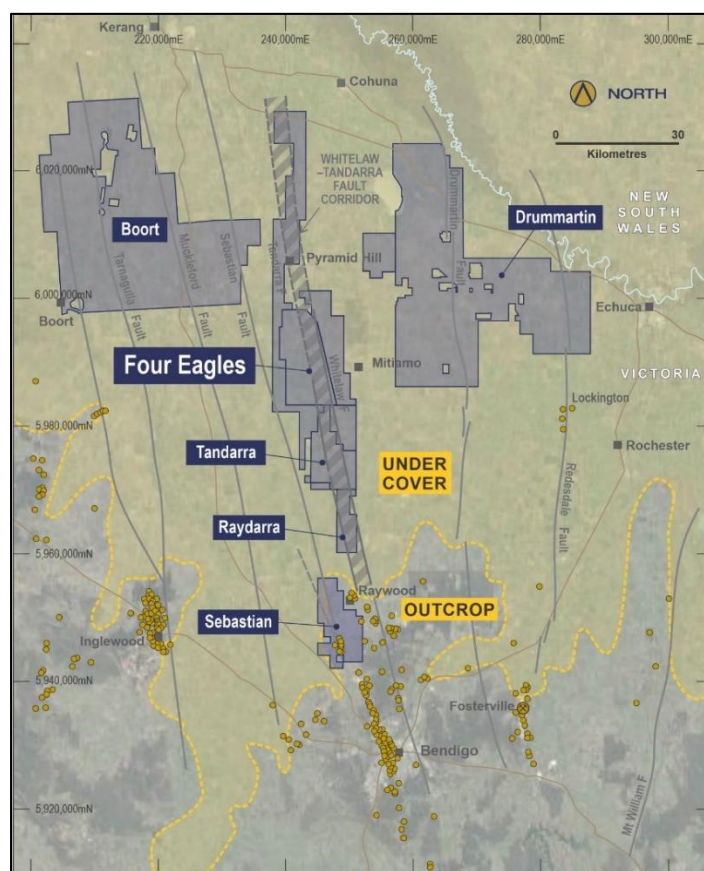 Kerang
220,000mE
240,000mE
260,000mE
280,000mE
300,000mE
Cohuna
NORTH
0
30
Kilometres
6,020,000mN
WHITELAW
–TANDARRA
FAULT
CORRIDOR
Drummartin
Fault
NEW
SOUTH
WALES
Boort
Drummartin
Tarnagulla
Fault
Muckleford
Fault
Sebastian
Fault
Tandarra F
Pyramid Hill
6,000,000mN
Boort
Echuca
Four Eagles
Whitelaw F
Mitiamo
VICTORIA
5,980,000mN
Lockington
Rochester
Tandarra
UNDER
COVER
Redesdale
Fault
Raydarra
5,960,000mN
Raywood
OUTCROP
Sebastian
Inglewood
5,940,000mN
Fosterville
Bendigo
5,920,000mN
Mt William F